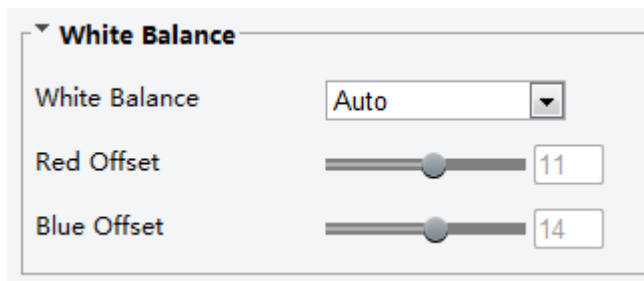 White Balance
White Balance Auto
Red Offset 11
Blue Offset 14